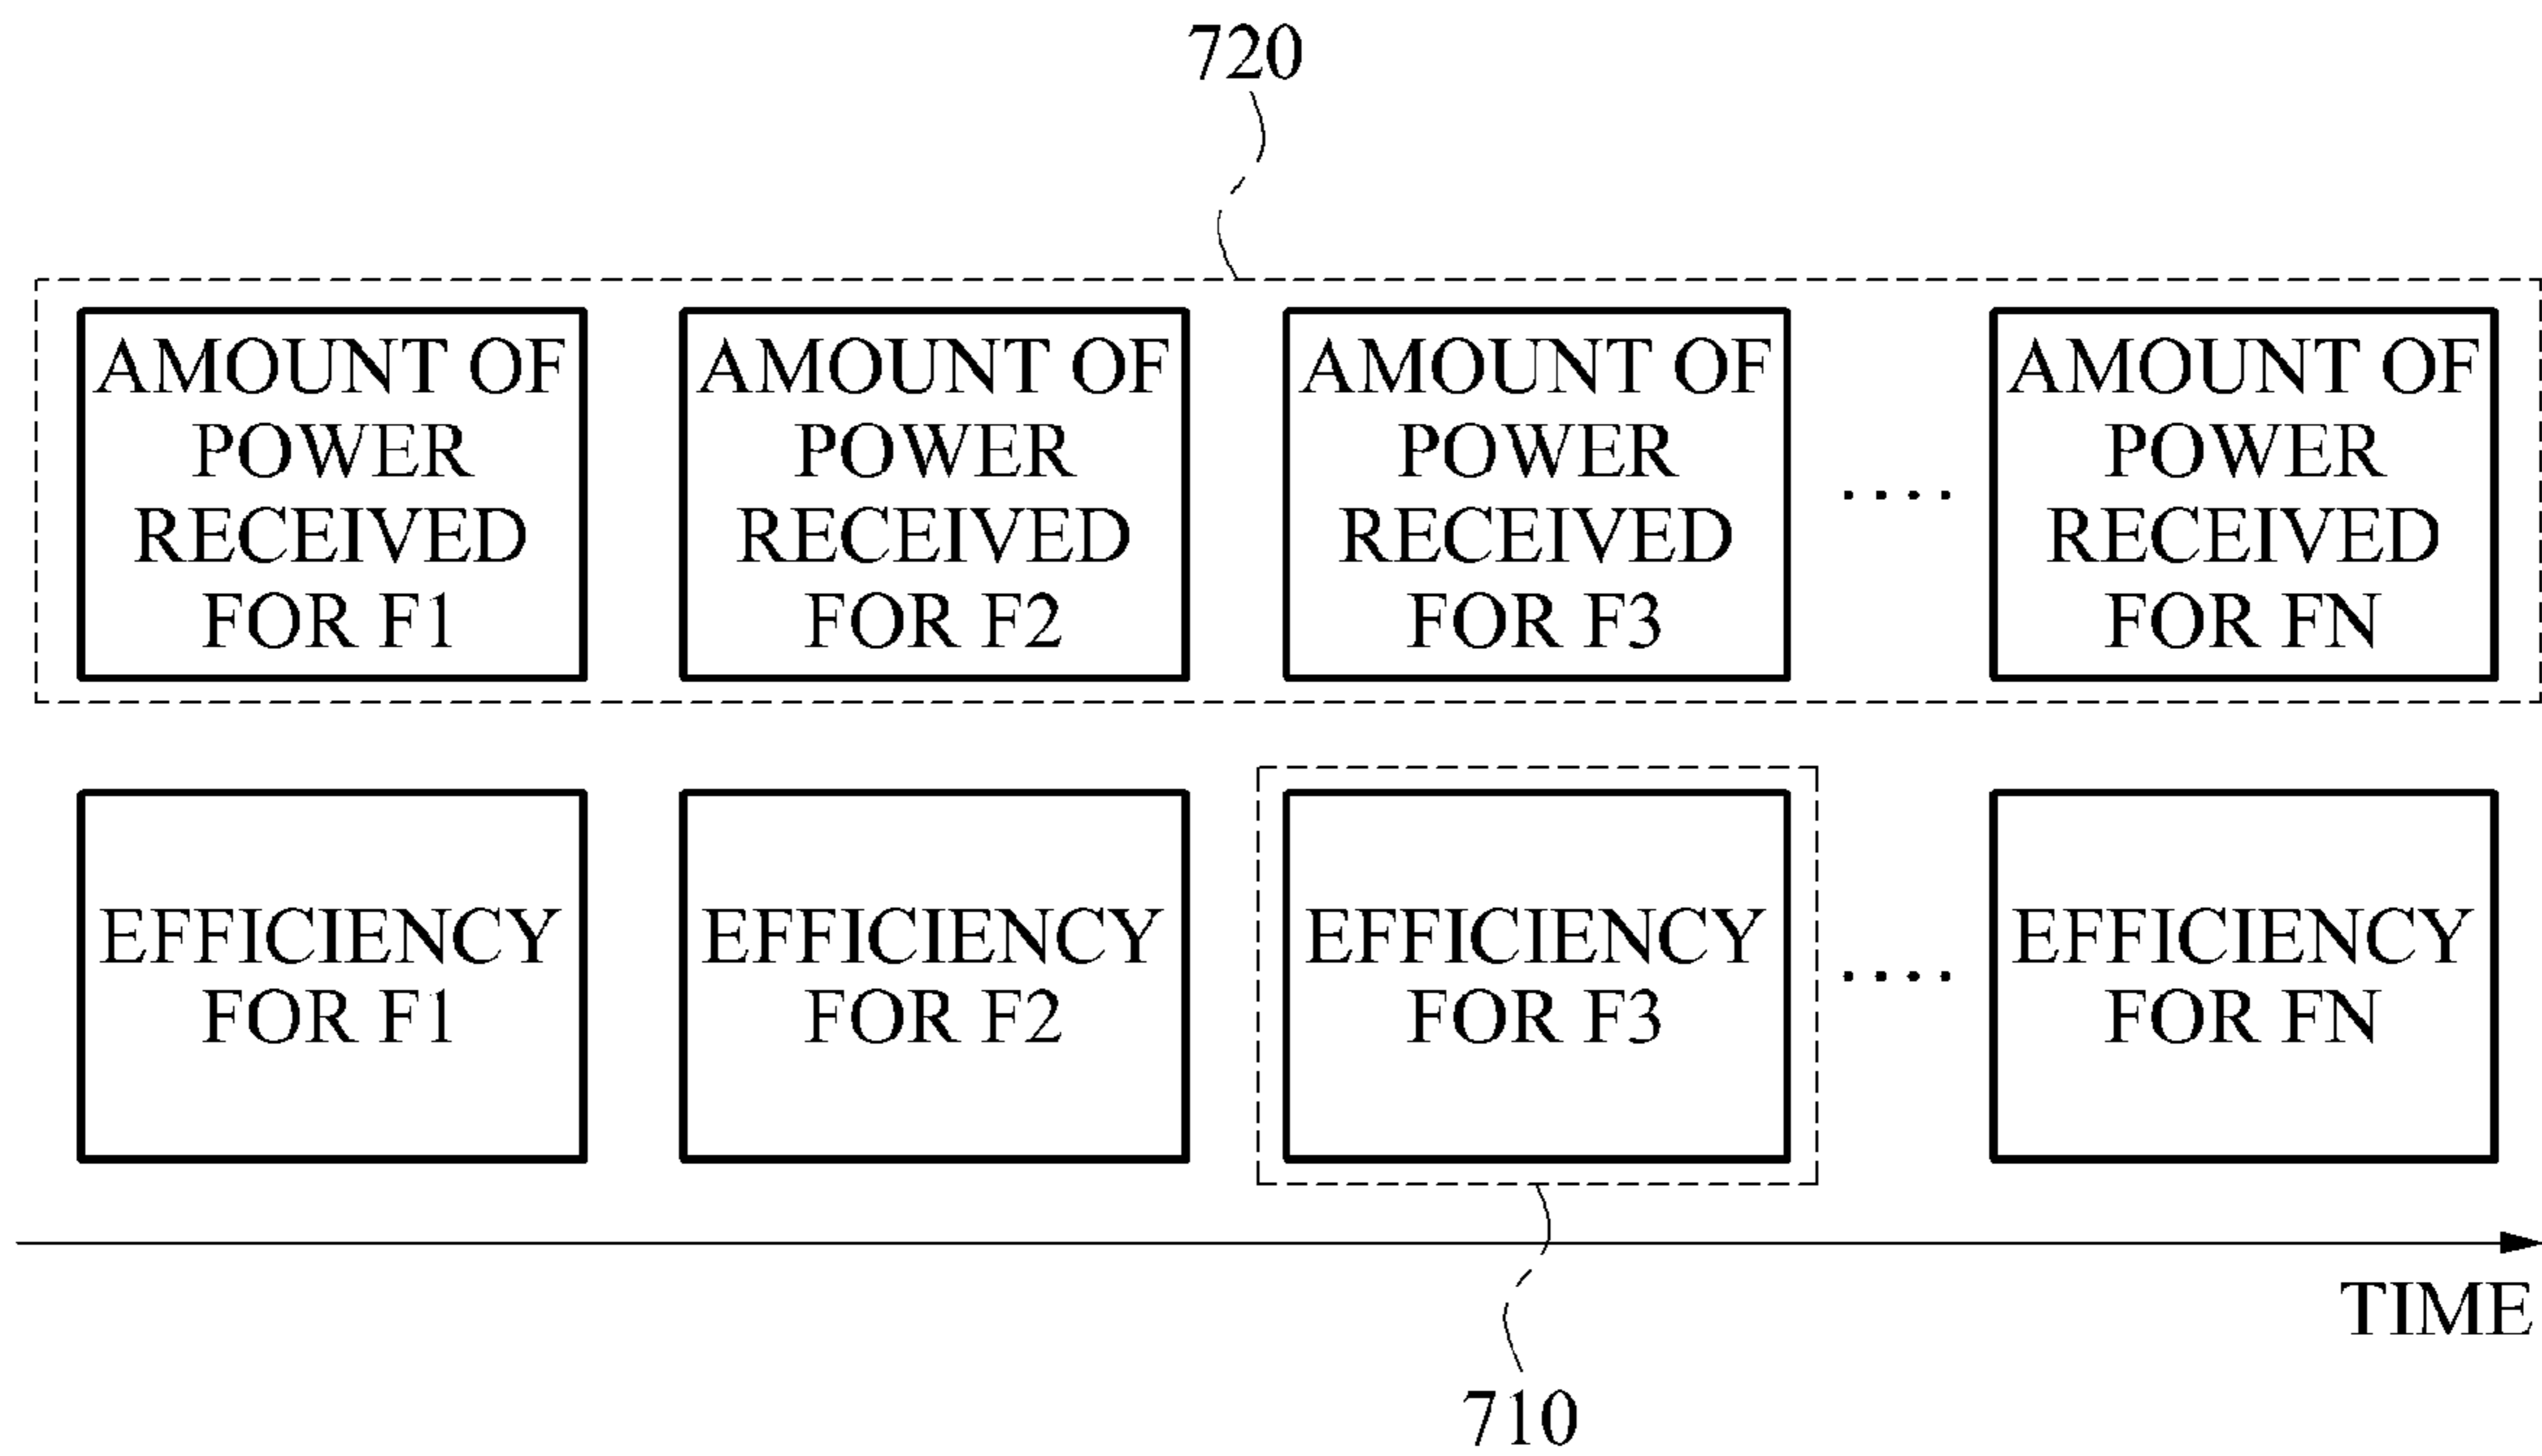 720
AMOUNT OF
POWER
RECEIVED
FOR F1
AMOUNT OF
POWER
RECEIVED
FOR F2
AMOUNT OF
POWER
RECEIVED
FOR F3
....
AMOUNT OF
POWER
RECEIVED
FOR FN
EFFICIENCY
FOR F1
EFFICIENCY
FOR F2
EFFICIENCY
FOR F3
....
EFFICIENCY
FOR FN
TIME
710